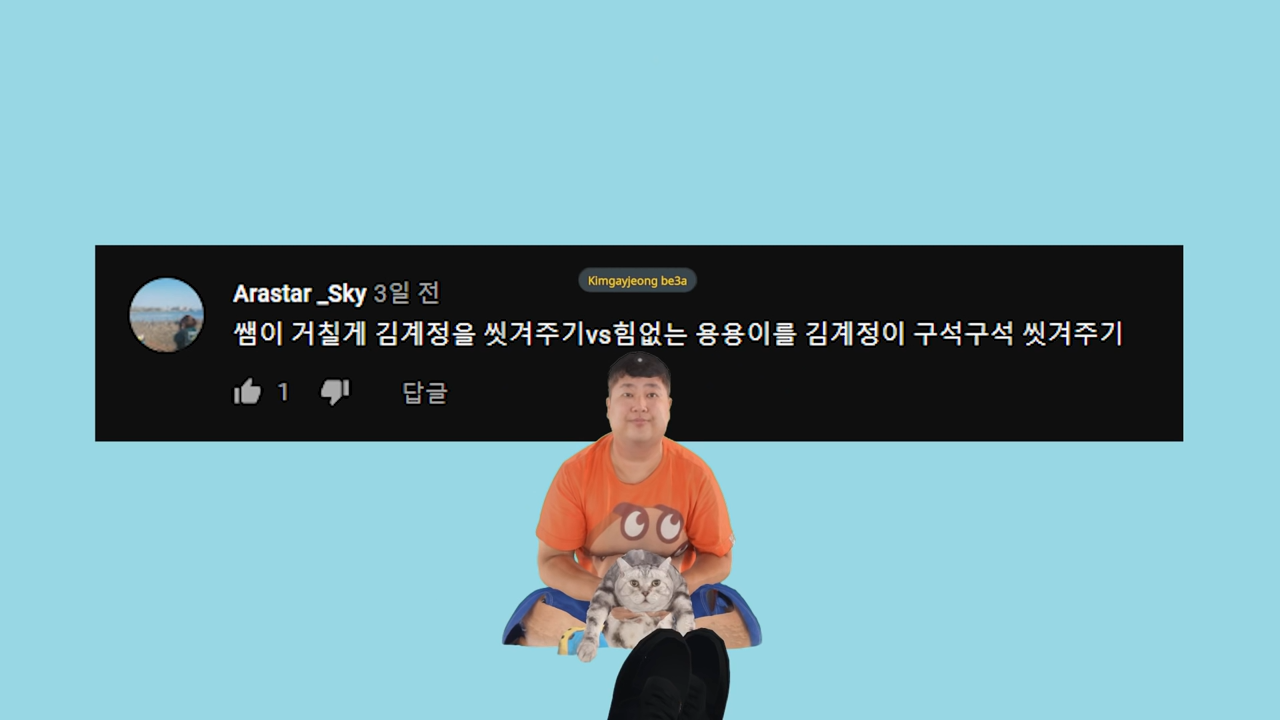 Kimgayjeong be3a
Arastar _Sky 3일 전
쌤이 거칠게 김계정을 씻겨주기vs힘없는 용용이를 김계정이 구석구석 씻겨주기
1 답글